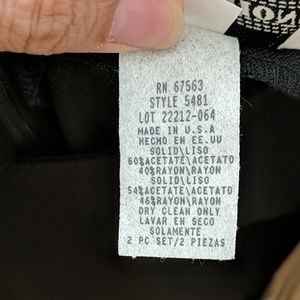 RN 67563
STYLE 5481
LOT 22212-064
MADE IN U.S.A
HECHO EN EE.UU
SOLID/LISO
60%ACETATE/ACETATO
40%RAYON/RAYON
SOLID/LISO
54%ACETATE/ACETATO
46%RAYON/RAYON
DRY CLEAN ONLY
LAVAR EN SECO
SOLAMENTE
2 PC SET/2 PIEZAS